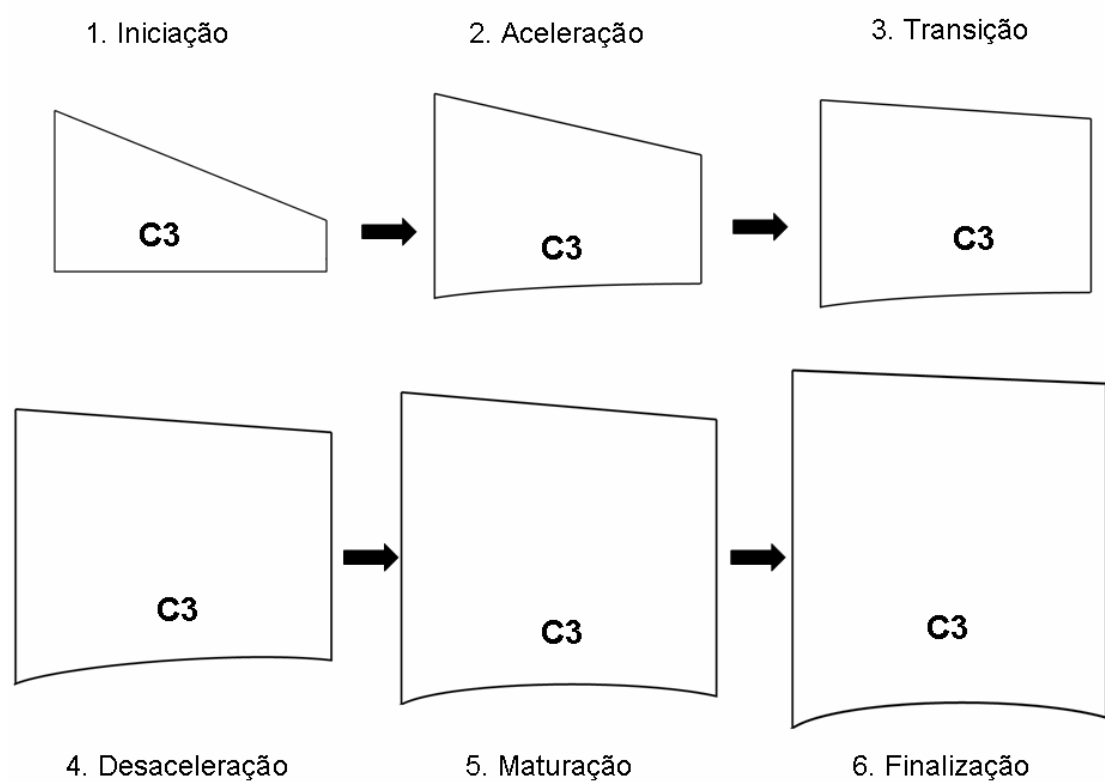 1. Iniciação
2. Aceleração
3. Transição
C3
C3
C3
C3
C3
C3
4. Desaceleração
5. Maturação
6. Finalização